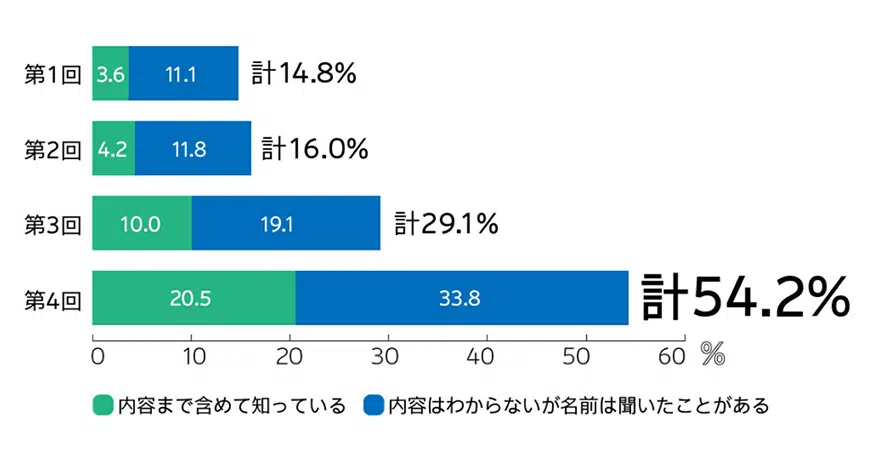 第1回 3.6 11.1 計14.8%
第2回 4.2 11.8 計16.0%
第3回 10.0 19.1 計29.1%
第4回 20.5 33.8 計54.2%
0 10 20 30 40 50 60 %
内容まで含めて知っている 内容はわからないが名前は聞いたことがある